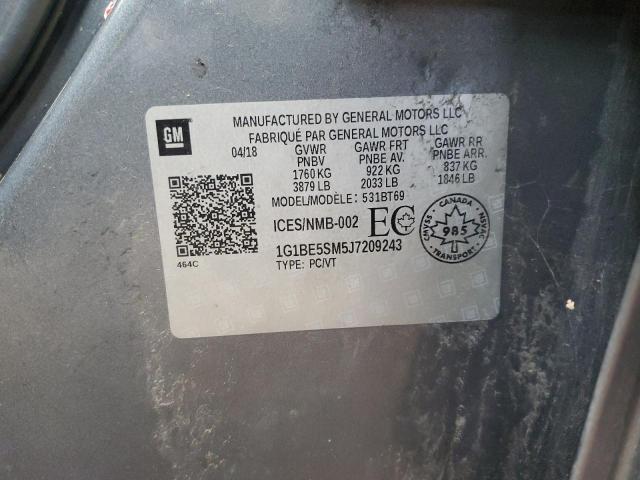 GM
MANUFACTURED BY GENERAL MOTORS LLC
FABRIQUÉ PAR GENERAL MOTORS LLC
04/18 GVWR GAWR FRT GAWR RR
PNBV PNBE AV. PNBE ARR.
1760 KG 922 KG 837 KG
3879 LB 2033 LB 1846 LB
MODEL/MODÈLE: 531BT69
ICES/NMB-002 EC
CANADA
CMVSS 985 NSVAC
TRANSPORT
1G1BE5SM5J7209243
464C TYPE: PC/VT